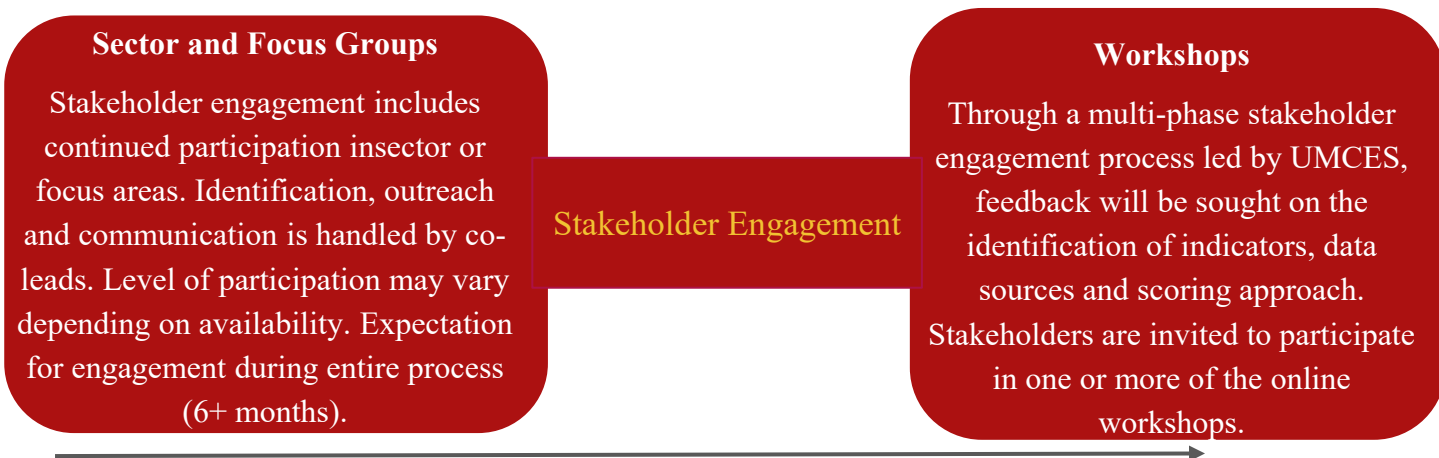 Sector and Focus Groups
Stakeholder engagement includes
continued participation insector or
focus areas. Identification, outreach
and communication is handled by co-
leads. Level of participation may vary
depending on availability. Expectation
for engagement during entire process
(6+ months).
Stakeholder Engagement
Workshops
Through a multi-phase stakeholder
engagement process led by UMCES,
feedback will be sought on the
identification of indicators, data
sources and scoring approach.
Stakeholders are invited to participate
in one or more of the online
workshops.